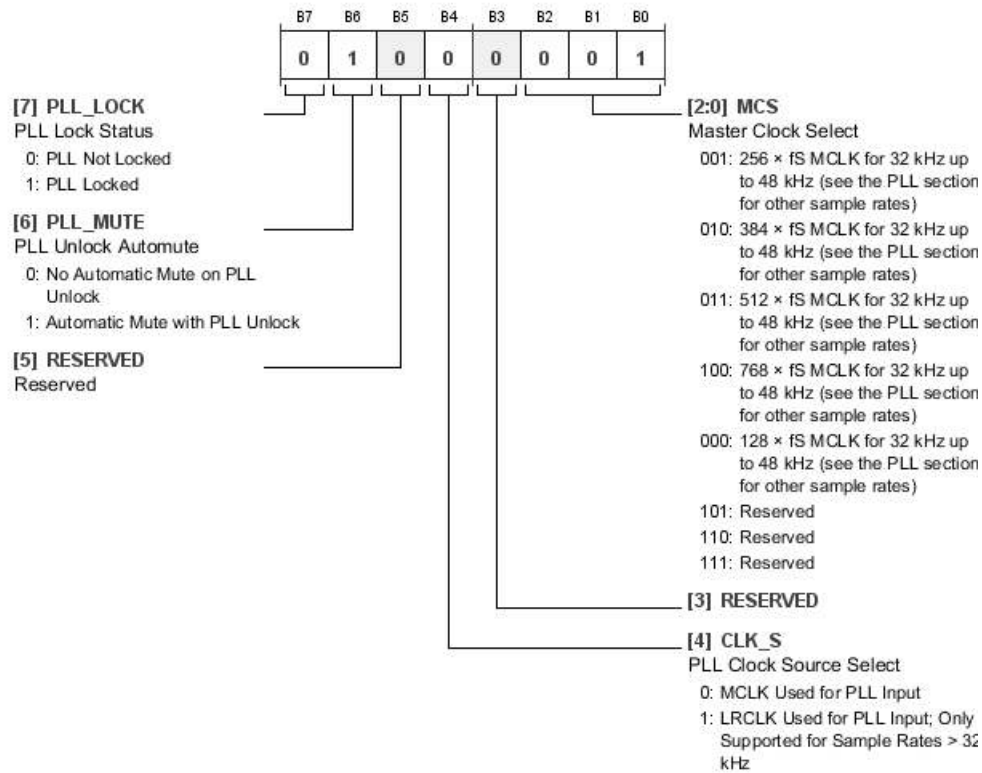 B7 B6 B5 B4 B3 B2 B1 B0
0 1 0 0 0 0 0 1
[7] PLL_LOCK
PLL Lock Status
0: PLL Not Locked
1: PLL Locked
[6] PLL_MUTE
PLL Unlock Automute
0: No Automatic Mute on PLL
Unlock
1: Automatic Mute with PLL Unlock
[5] RESERVED
Reserved
[2:0] MCS
Master Clock Select
001: 256 × fS MCLK for 32 kHz up
to 48 kHz (see the PLL section
for other sample rates)
010: 384 × fS MCLK for 32 kHz up
to 48 kHz (see the PLL section
for other sample rates)
011: 512 × fS MCLK for 32 kHz up
to 48 kHz (see the PLL section
for other sample rates)
100: 768 × fS MCLK for 32 kHz up
to 48 kHz (see the PLL section
for other sample rates)
000: 128 × fS MCLK for 32 kHz up
to 48 kHz (see the PLL section
for other sample rates)
101: Reserved
110: Reserved
111: Reserved
[3] RESERVED
[4] CLK_S
PLL Clock Source Select
0: MCLK Used for PLL Input
1: LRCLK Used for PLL Input; Only
Supported for Sample Rates > 32
kHz